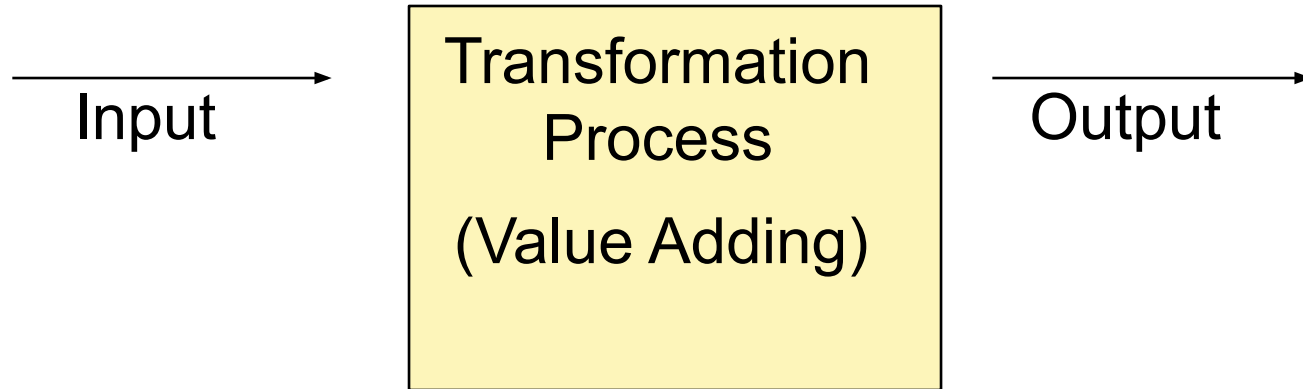 Input
Transformation
Process
(Value Adding)
Output